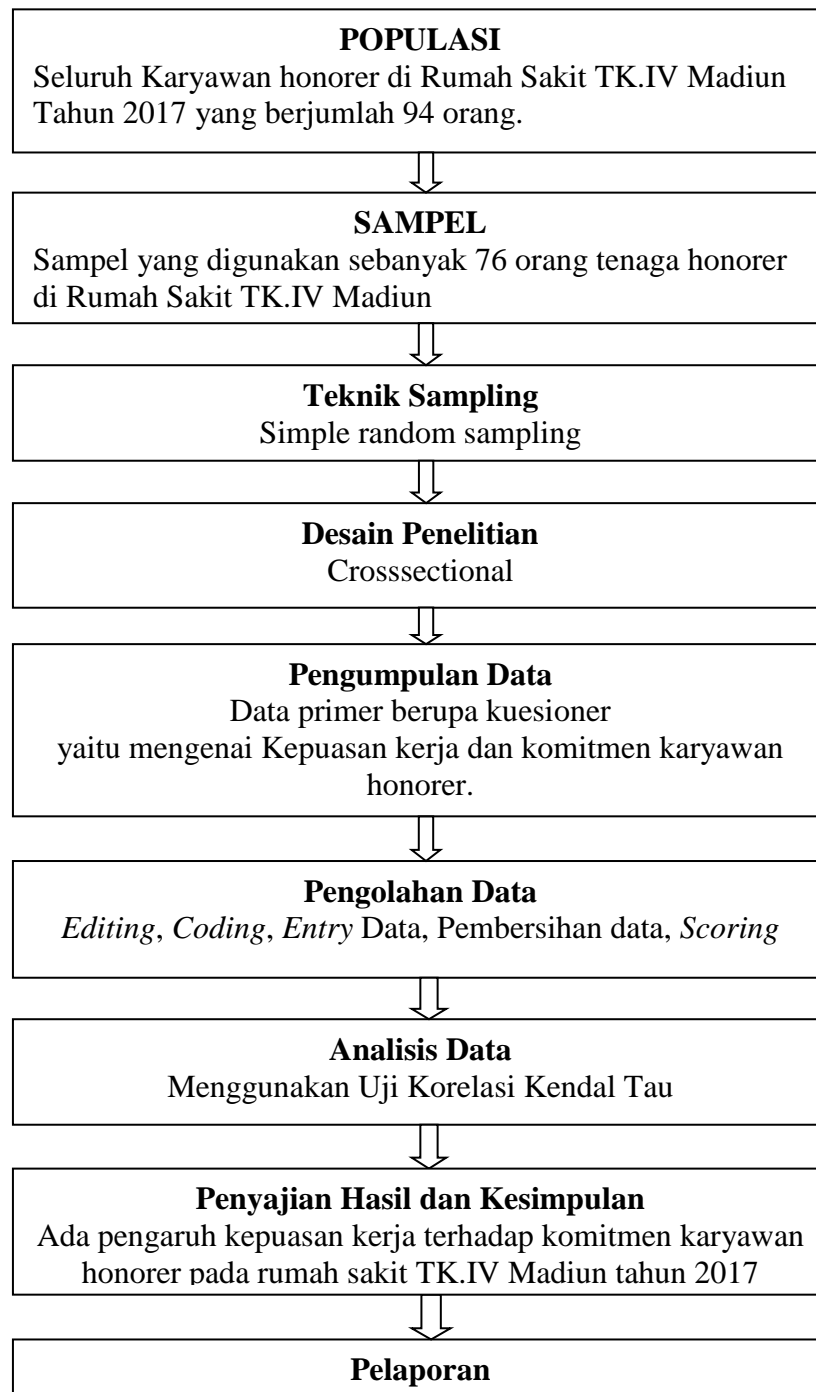 POPULASI
Seluruh Karyawan honorer di Rumah Sakit TK.IV Madiun
Tahun 2017 yang berjumlah 94 orang.
SAMPEL
Sampel yang digunakan sebanyak 76 orang tenaga honorer
di Rumah Sakit TK.IV Madiun
Teknik Sampling
Simple random sampling
Desain Penelitian
Crosssectional
Pengumpulan Data
Data primer berupa kuesioner
yaitu mengenai Kepuasan kerja dan komitmen karyawan
honorer.
Pengolahan Data
Editing, Coding, Entry Data, Pembersihan data, Scoring
Analisis Data
Menggunakan Uji Korelasi Kendal Tau
Penyajian Hasil dan Kesimpulan
Ada pengaruh kepuasan kerja terhadap komitmen karyawan
honorer pada rumah sakit TK.IV Madiun tahun 2017
Pelaporan